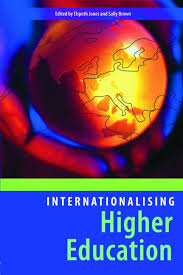 Edited by Elspeth Jones and Sally Brown
INTERNATIONALISING
Higher
Education